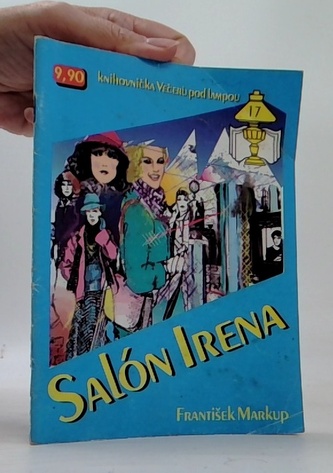 9,90
knihovnička Večerů pod lampou
17
Salón Irena
František Markup